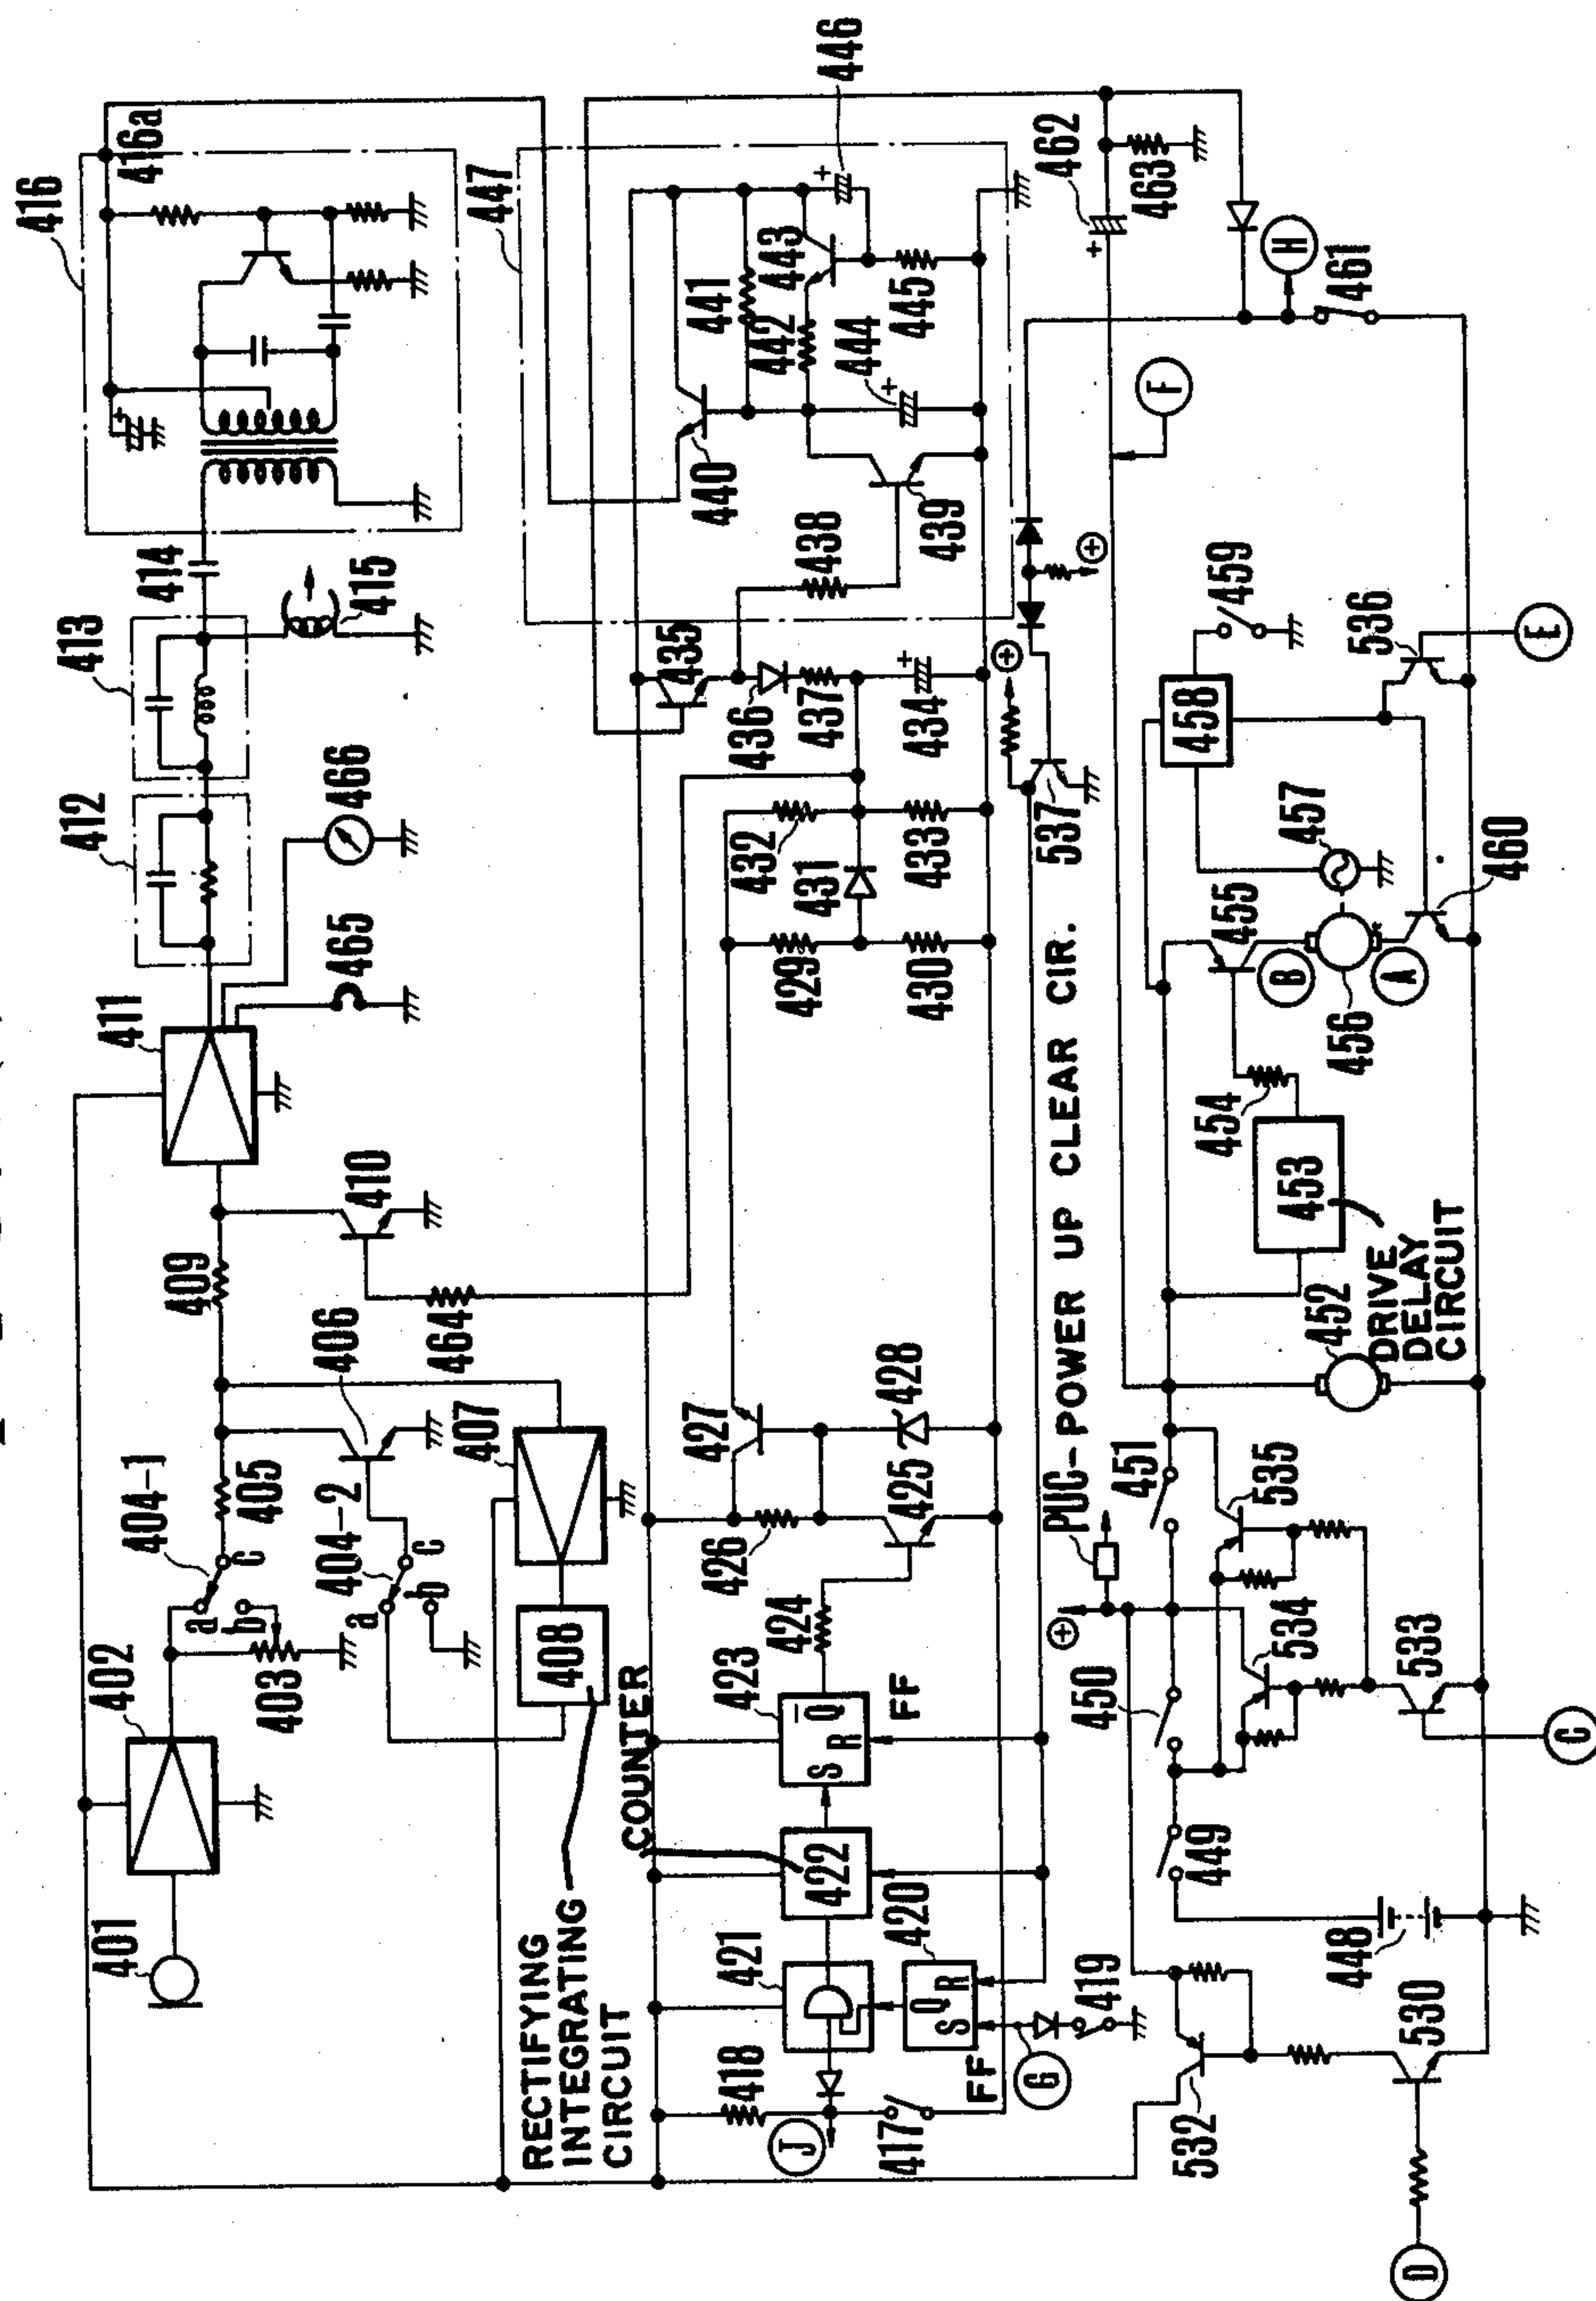 416
416a
414
413
415
412
466
411
465
410
409
464
406
404-1
405
404-2
407
a
b
c
a
b
c
402
403
408
401
RECTIFYING
INTEGRATING
CIRCUIT
COUNTER
447
446
441
443
442
445
444
440
439
438
435
436
437
434
432
431
433
429
430
427
428
425
426
424
423
S
Q̅
R
FF
422
421
420
Q
S
R
FF
419
G
418
J
417
537
462
463
H
461
F
459
536
E
458
457
460
455
B
A
456
454
453
DRIVE
DELAY
CIRCUIT
452
PUC-POWER UP CLEAR CIR.
451
535
450
534
533
C
449
448
530
532
D
+
+
+
+
+
+
+
+